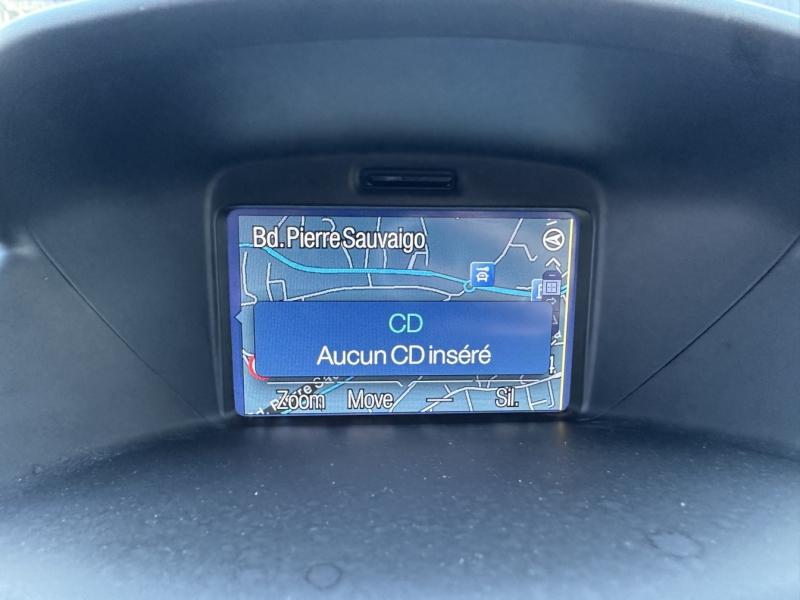 Bd. Pierre Sauvaigo
CD
Aucun CD inséré
Zoom Move Sil.